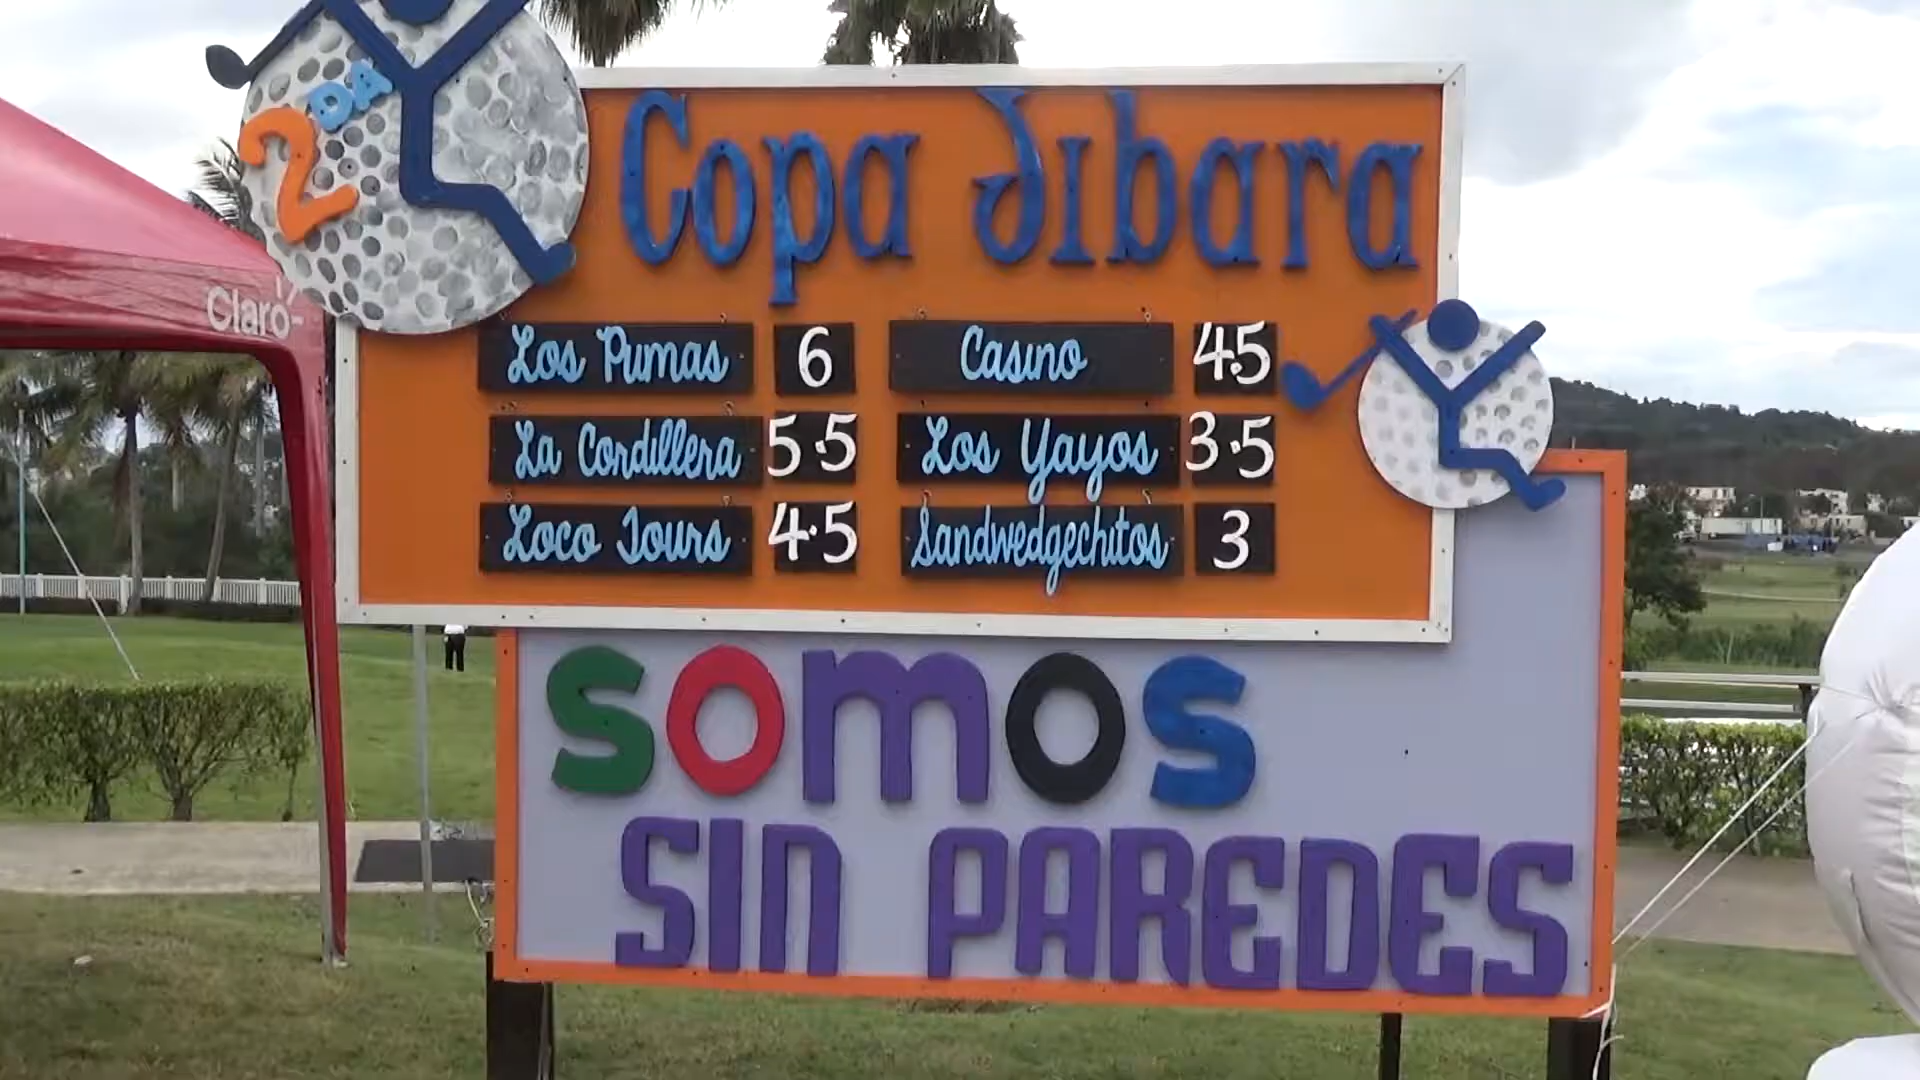 2DA
Copa Jibara
Claro
Los Pumas 6
Casino 4.5
La Cordillera 5.5
Los Yayos 3.5
Loco Tours 4.5
Sandwedgechitos 3
SOMOS
SIN PAREDES